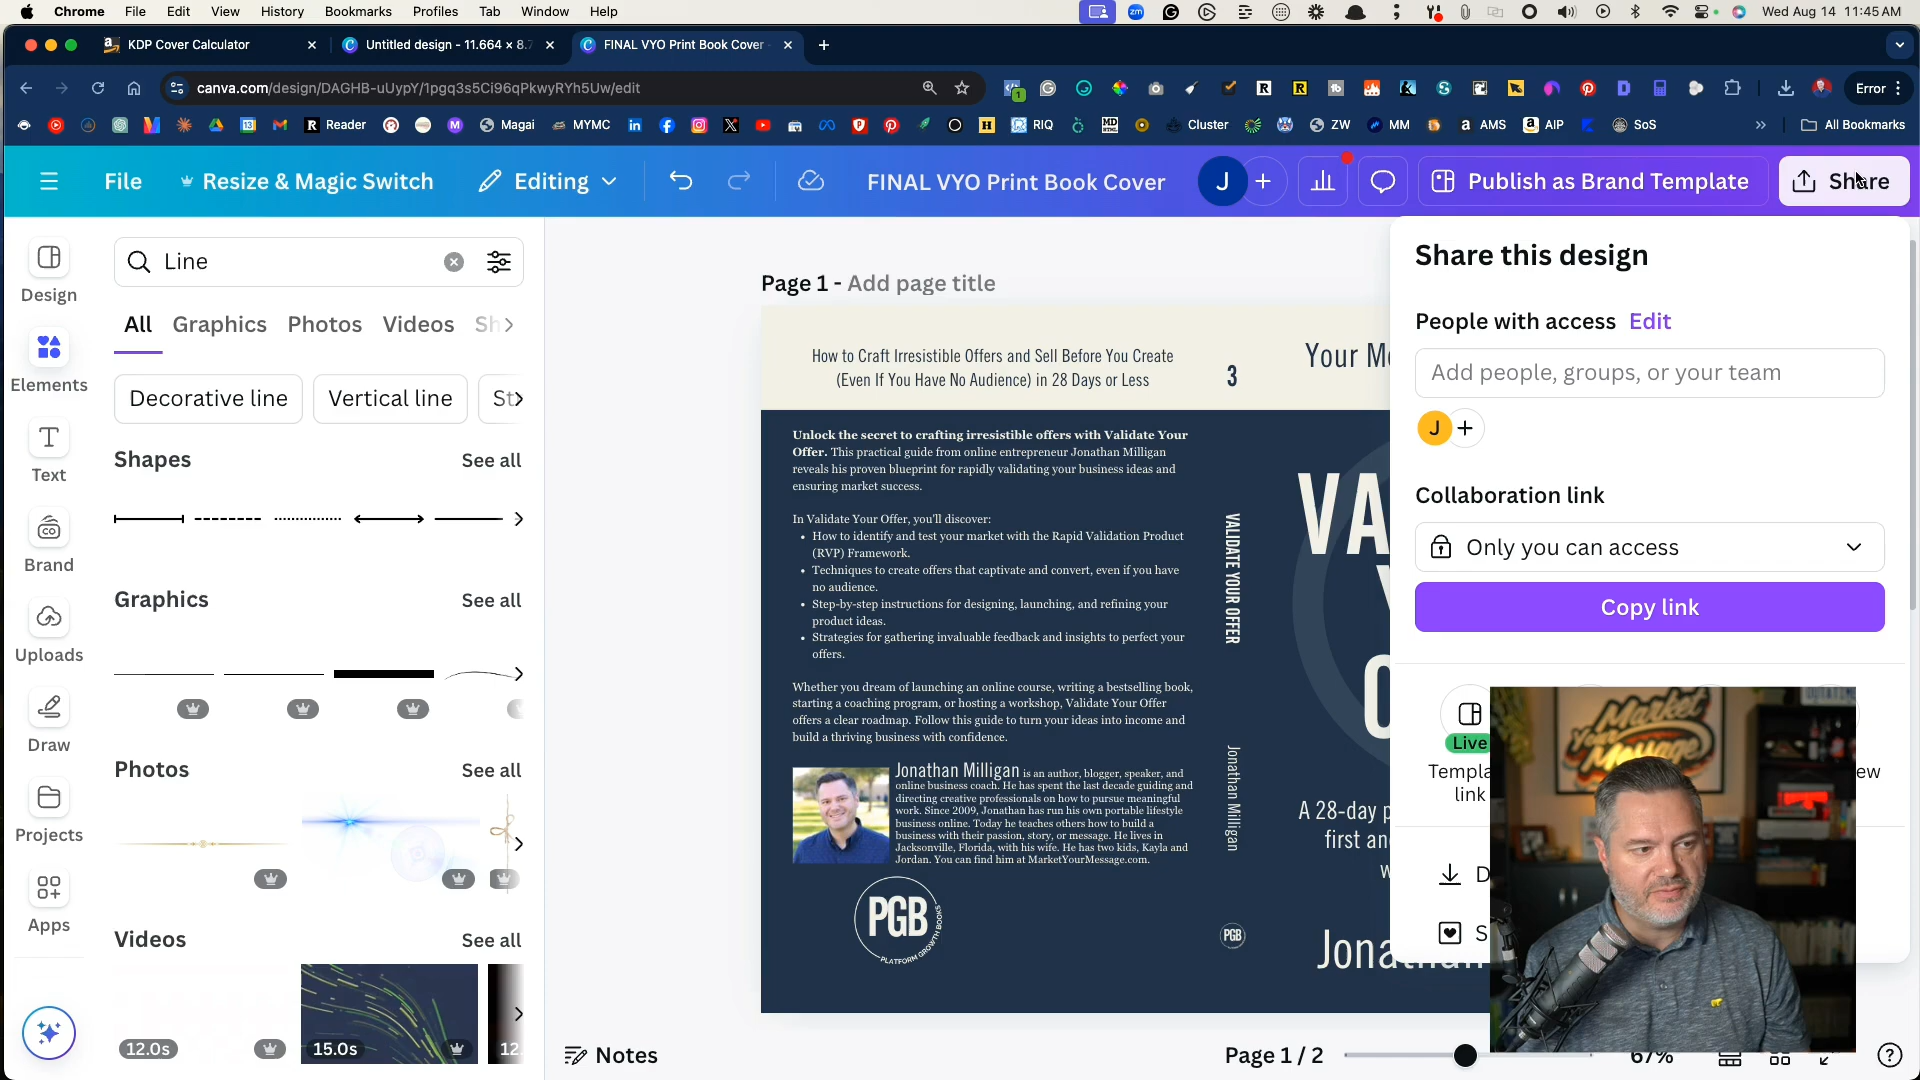 Chrome File Edit View History Bookmarks Profiles Tab Window Help
Wed Aug 14 11:45 AM
KDP Cover Calculator
Untitled design - 11.664 × 8.7
FINAL VYO Print Book Cover
canva.com/design/DAGHB-uUypY/1pgq3s5Ci96qPkwyRYh5Uw/edit
Error
Reader
Magai
MYMC
RIQ
Cluster
ZW
MM
AMS
AIP
SoS
All Bookmarks
File
Resize & Magic Switch
Editing
FINAL VYO Print Book Cover
J
Publish as Brand Template
Share
Design
Elements
Text
Brand
Uploads
Draw
Projects
Apps
Line
All Graphics Photos Videos Sh
Decorative line
Vertical line
St
Shapes
See all
Graphics
See all
Photos
See all
Videos
See all
12.0s
15.0s
12.
Page 1 - Add page title
How to Craft Irresistible Offers and Sell Before You Create
(Even If You Have No Audience) in 28 Days or Less
3
Your M
Unlock the secret to crafting irresistible offers with Validate Your
Offer. This practical guide from online entrepreneur Jonathan Milligan
reveals his proven blueprint for rapidly validating your business ideas and
ensuring market success.
In Validate Your Offer, you'll discover:
• How to identify and test your market with the Rapid Validation Product
(RVP) Framework.
• Techniques to create offers that captivate and convert, even if you have
no audience.
• Step-by-step instructions for designing, launching, and refining your
product ideas.
• Strategies for gathering invaluable feedback and insights to perfect your
offers.
Whether you dream of launching an online course, writing a bestselling book,
starting a coaching program, or hosting a workshop, Validate Your Offer
offers a clear roadmap. Follow this guide to turn your ideas into income and
build a thriving business with confidence.
Jonathan Milligan is an author, blogger, speaker, and
online business coach. He has spent the last decade guiding and
directing creative professionals on how to pursue meaningful
work. Since 2009, Jonathan has run his own portable lifestyle
business online. Today he teaches others how to build a
business with their passion, story, or message. He lives in
Jacksonville, Florida, with his wife. He has two kids, Kayla and
Jordan. You can find him at MarketYourMessage.com.
PGB
PLATFORM GROWTH BOOKS
VALIDATE YOUR OFFER
Jonathan Milligan
PGB
VA
Y
O
A 28-day p
first an
w
Jona
Share this design
People with access Edit
Add people, groups, or your team
J
Collaboration link
Only you can access
Copy link
Live
Templa
link
ew
D
S
Market
Your
Message
Notes
Page 1 / 2
67%